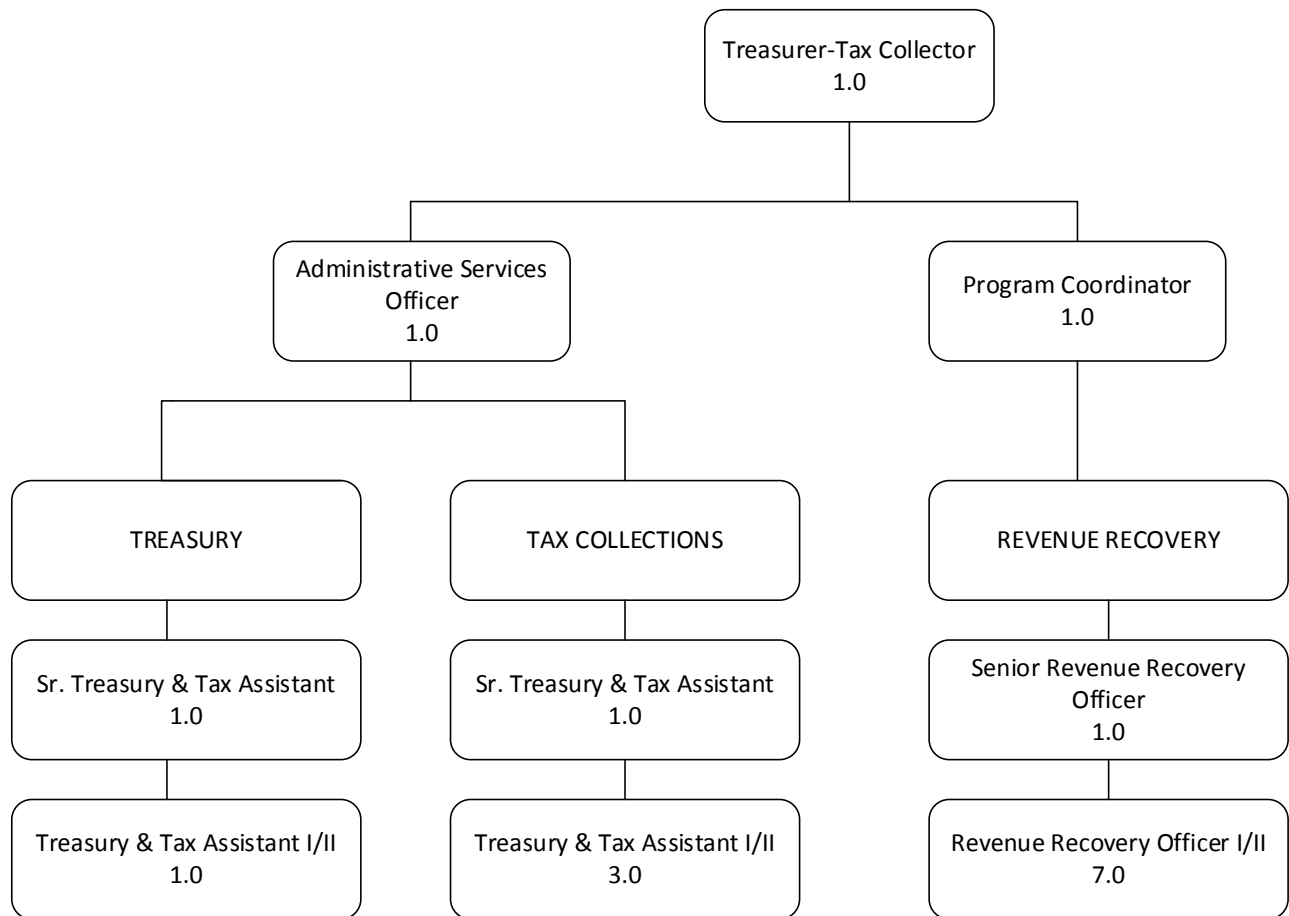 Treasurer-Tax Collector
1.0
Administrative Services
Officer
1.0
Program Coordinator
1.0
TREASURY
TAX COLLECTIONS
REVENUE RECOVERY
Sr. Treasury & Tax Assistant
1.0
Sr. Treasury & Tax Assistant
1.0
Senior Revenue Recovery
Officer
1.0
Treasury & Tax Assistant I/II
1.0
Treasury & Tax Assistant I/II
3.0
Revenue Recovery Officer I/II
7.0